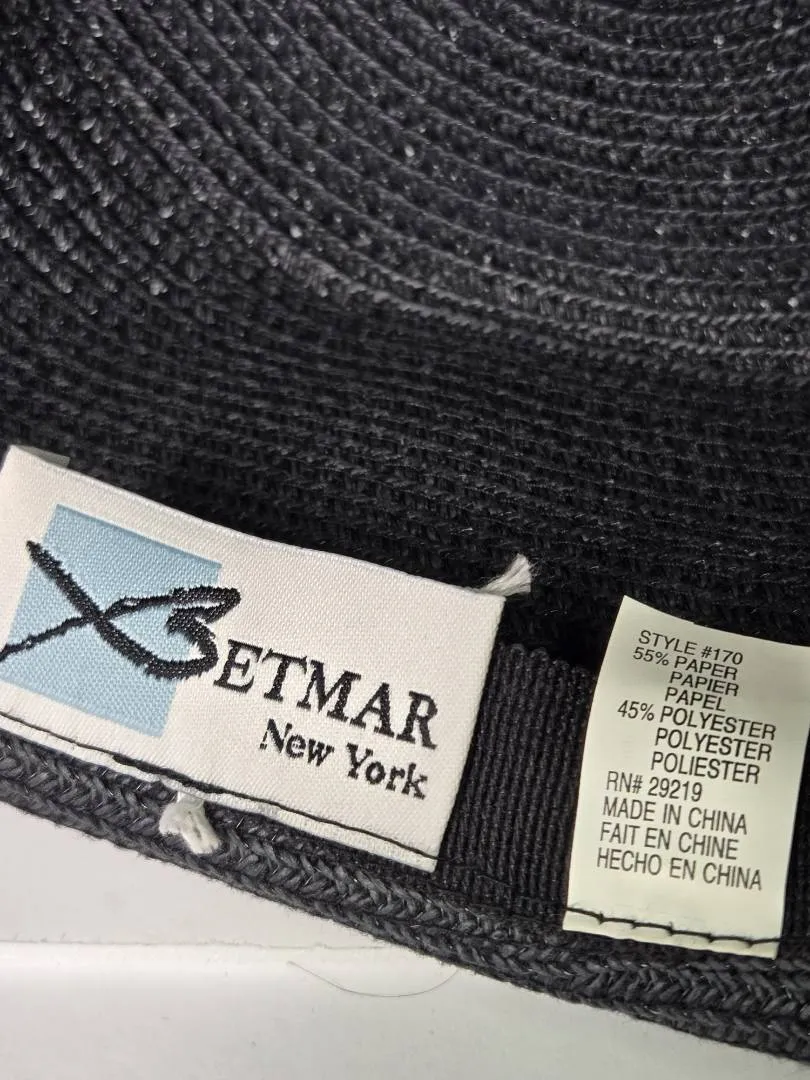 BETMAR
New York
STYLE #170
55% PAPER
PAPIER
PAPEL
45% POLYESTER
POLYESTER
POLIESTER
RN# 29219
MADE IN CHINA
FAIT EN CHINE
HECHO EN CHINA